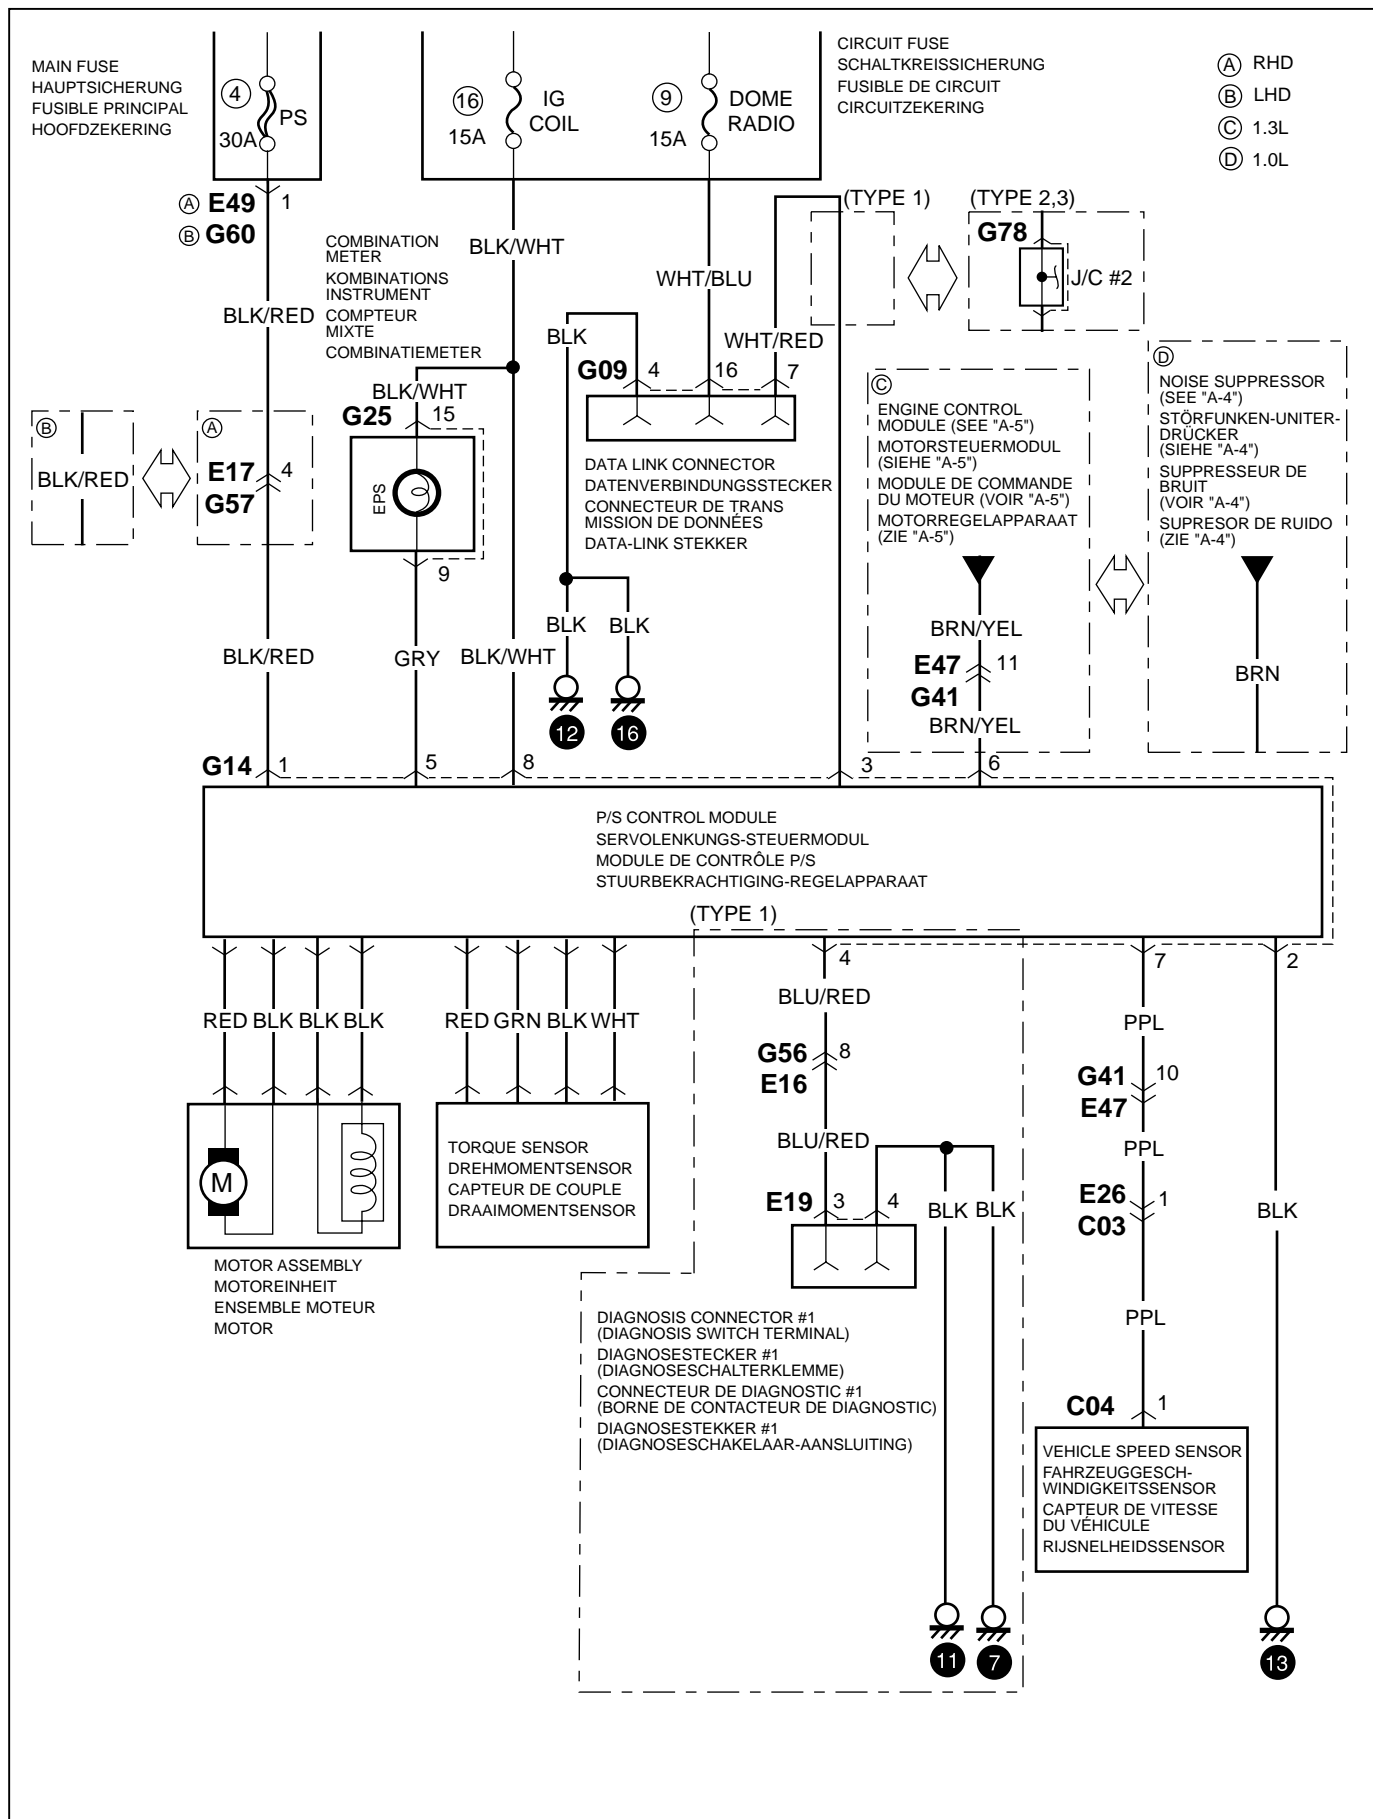 MAIN FUSE
HAUPTSICHERUNG
FUSIBLE PRINCIPAL
HOOFDZEKERING
4
PS
30A
16
IG
COIL
15A
9
DOME
RADIO
15A
CIRCUIT FUSE
SCHALTKREISSICHERUNG
FUSIBLE DE CIRCUIT
CIRCUITZEKERING
A RHD
B LHD
C 1.3L
D 1.0L
A E49 1
B G60
COMBINATION
METER
KOMBINATIONS
INSTRUMENT
COMPTEUR
MIXTE
COMBINATIEMETER
BLK/WHT
WHT/BLU
(TYPE 1)
(TYPE 2,3)
G78
J/C #2
BLK/RED
BLK
WHT/RED
G09 4 16 7
BLK/WHT
G25 15
EPS
9
B
BLK/RED
A
E17 4
G57
DATA LINK CONNECTOR
DATENVERBINDUNGSSTECKER
CONNECTEUR DE TRANS
MISSION DE DONNÉES
DATA-LINK STEKKER
C
ENGINE CONTROL
MODULE (SEE "A-5")
MOTORSTEUERMODUL
(SIEHE "A-5")
MODULE DE COMMANDE
DU MOTEUR (VOIR "A-5")
MOTORREGELAPPARAAT
(ZIE "A-5")
D
NOISE SUPPRESSOR
(SEE "A-4")
STÖRFUNKEN-UNITER-
DRÜCKER
(SIEHE "A-4")
SUPPRESSEUR DE
BRUIT
(VOIR "A-4")
SUPRESOR DE RUIDO
(ZIE "A-4")
BLK BLK
BRN/YEL
BLK/RED GRY BLK/WHT
E47 11
G41
BRN
12 16
BRN/YEL
G14 1 5 8 3 6
P/S CONTROL MODULE
SERVOLENKUNGS-STEUERMODUL
MODULE DE CONTRÔLE P/S
STUURBEKRACHTIGING-REGELAPPARAAT
(TYPE 1)
4 7 2
BLU/RED
RED BLK BLK BLK
RED GRN BLK WHT
PPL
G56 8
E16
G41 10
E47
M
TORQUE SENSOR
DREHMOMENTSENSOR
CAPTEUR DE COUPLE
DRAAIMOMENTSENSOR
BLU/RED
PPL
E19 3 4
BLK BLK
E26 1
C03
BLK
MOTOR ASSEMBLY
MOTOREINHEIT
ENSEMBLE MOTEUR
MOTOR
DIAGNOSIS CONNECTOR #1
(DIAGNOSIS SWITCH TERMINAL)
DIAGNOSESTECKER #1
(DIAGNOSESCHALTERKLEMME)
CONNECTEUR DE DIAGNOSTIC #1
(BORNE DE CONTACTEUR DE DIAGNOSTIC)
DIAGNOSESTEKKER #1
(DIAGNOSESCHAKELAAR-AANSLUITING)
PPL
C04 1
VEHICLE SPEED SENSOR
FAHRZEUGGESCH-
WINDIGKEITSSENSOR
CAPTEUR DE VITESSE
DU VÉHICULE
RIJSNELHEIDSSENSOR
11 7 13